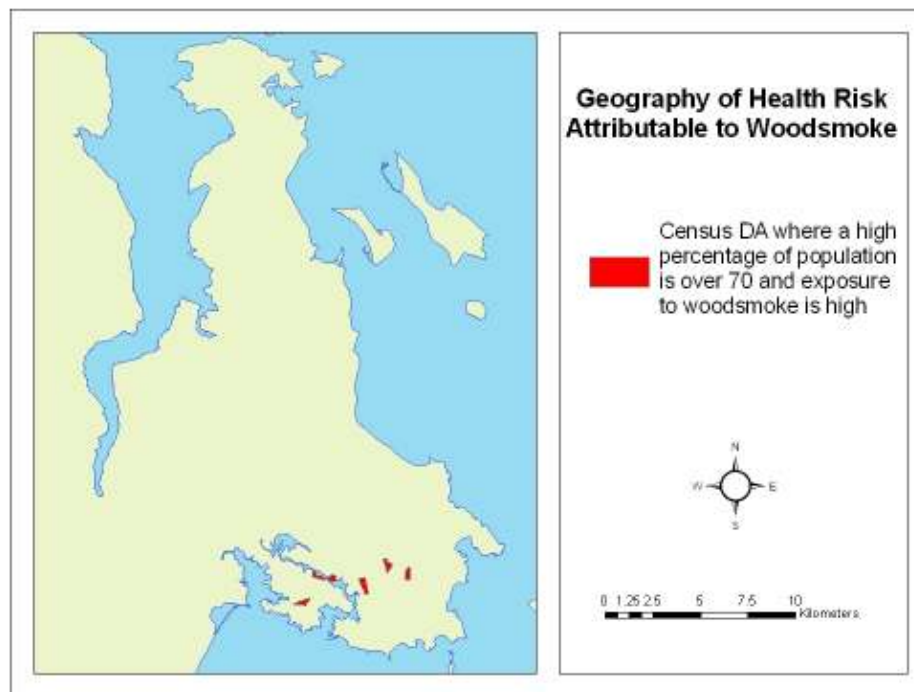 Geography of Health Risk
Attributable to Woodsmoke
Census DA where a high
percentage of population
is over 70 and exposure
to woodsmoke is high
N
W E
S
0 1.25 2.5 5 7.5 10
Kilometers